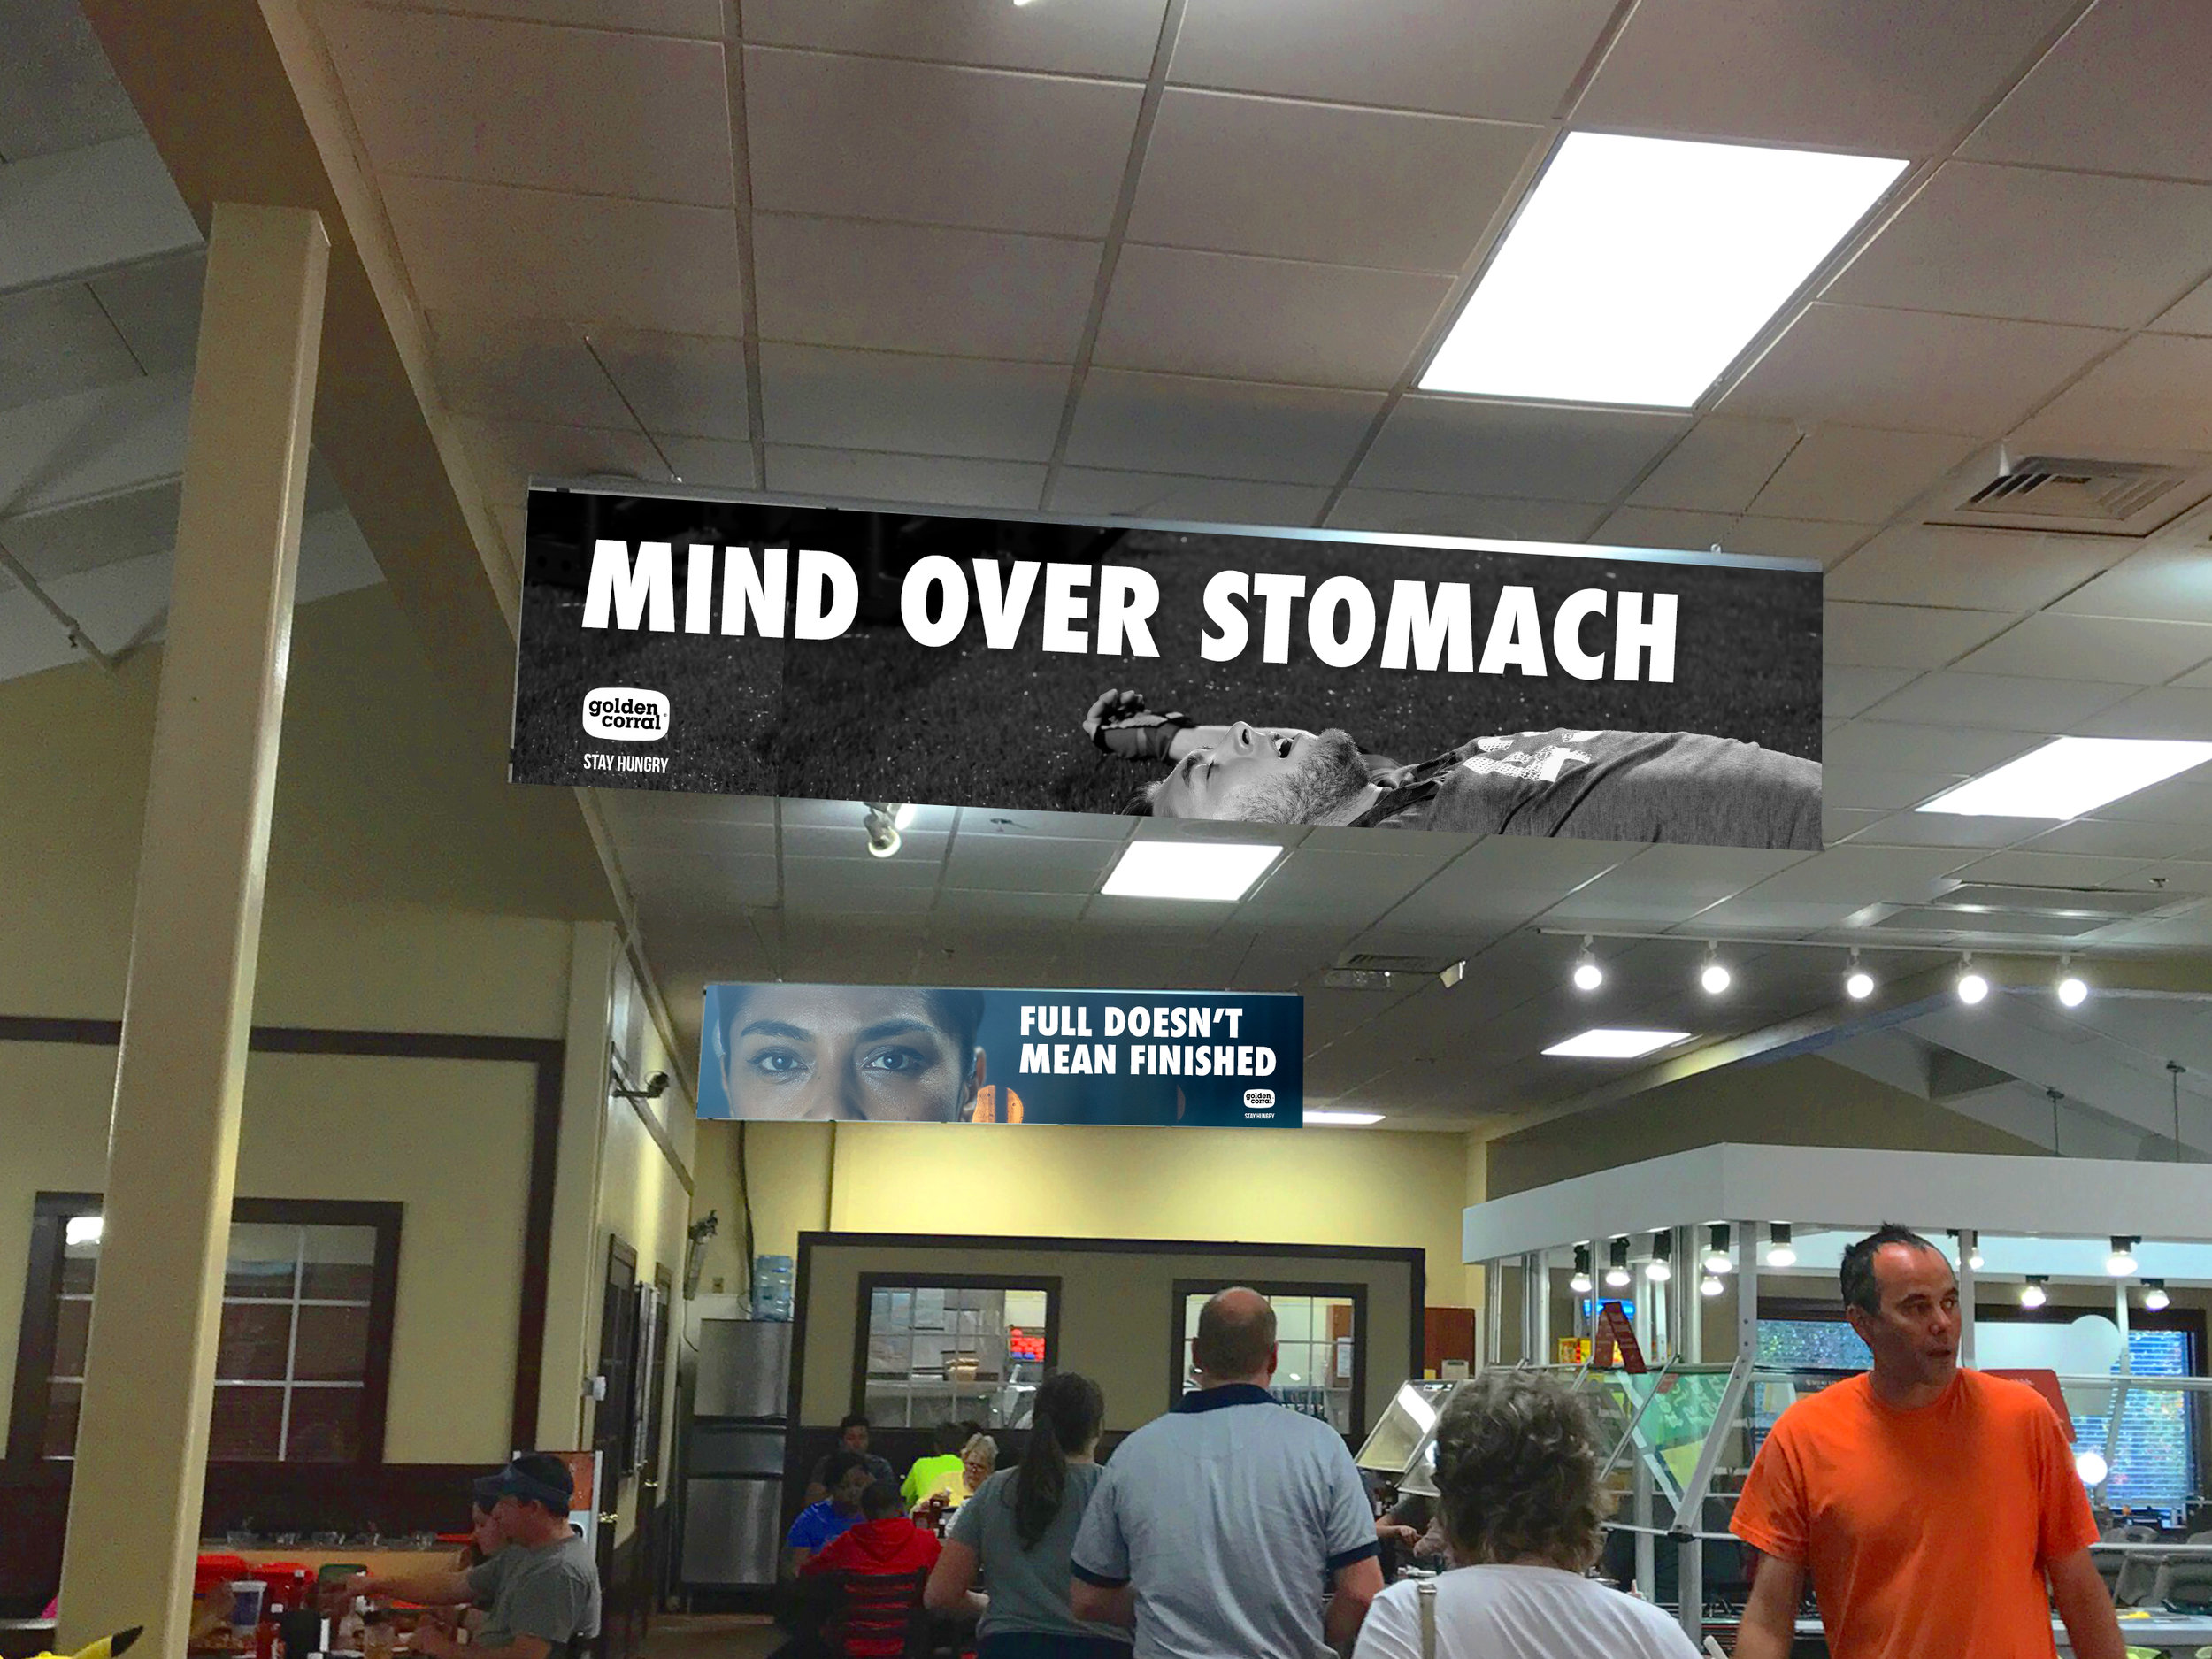 MIND OVER STOMACH
golden
corral
STAY HUNGRY
FULL DOESN'T
MEAN FINISHED
golden
corral
STAY HUNGRY